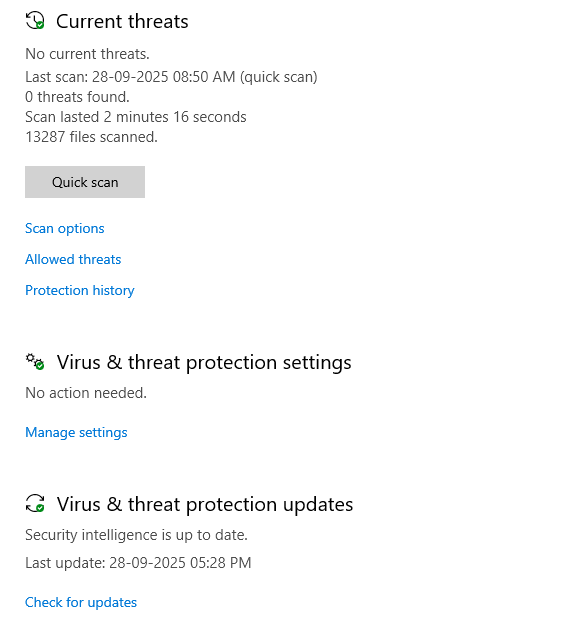 Current threats
No current threats.
Last scan: 28-09-2025 08:50 AM (quick scan)
0 threats found.
Scan lasted 2 minutes 16 seconds
13287 files scanned.
Quick scan
Scan options
Allowed threats
Protection history
Virus & threat protection settings
No action needed.
Manage settings
Virus & threat protection updates
Security intelligence is up to date.
Last update: 28-09-2025 05:28 PM
Check for updates